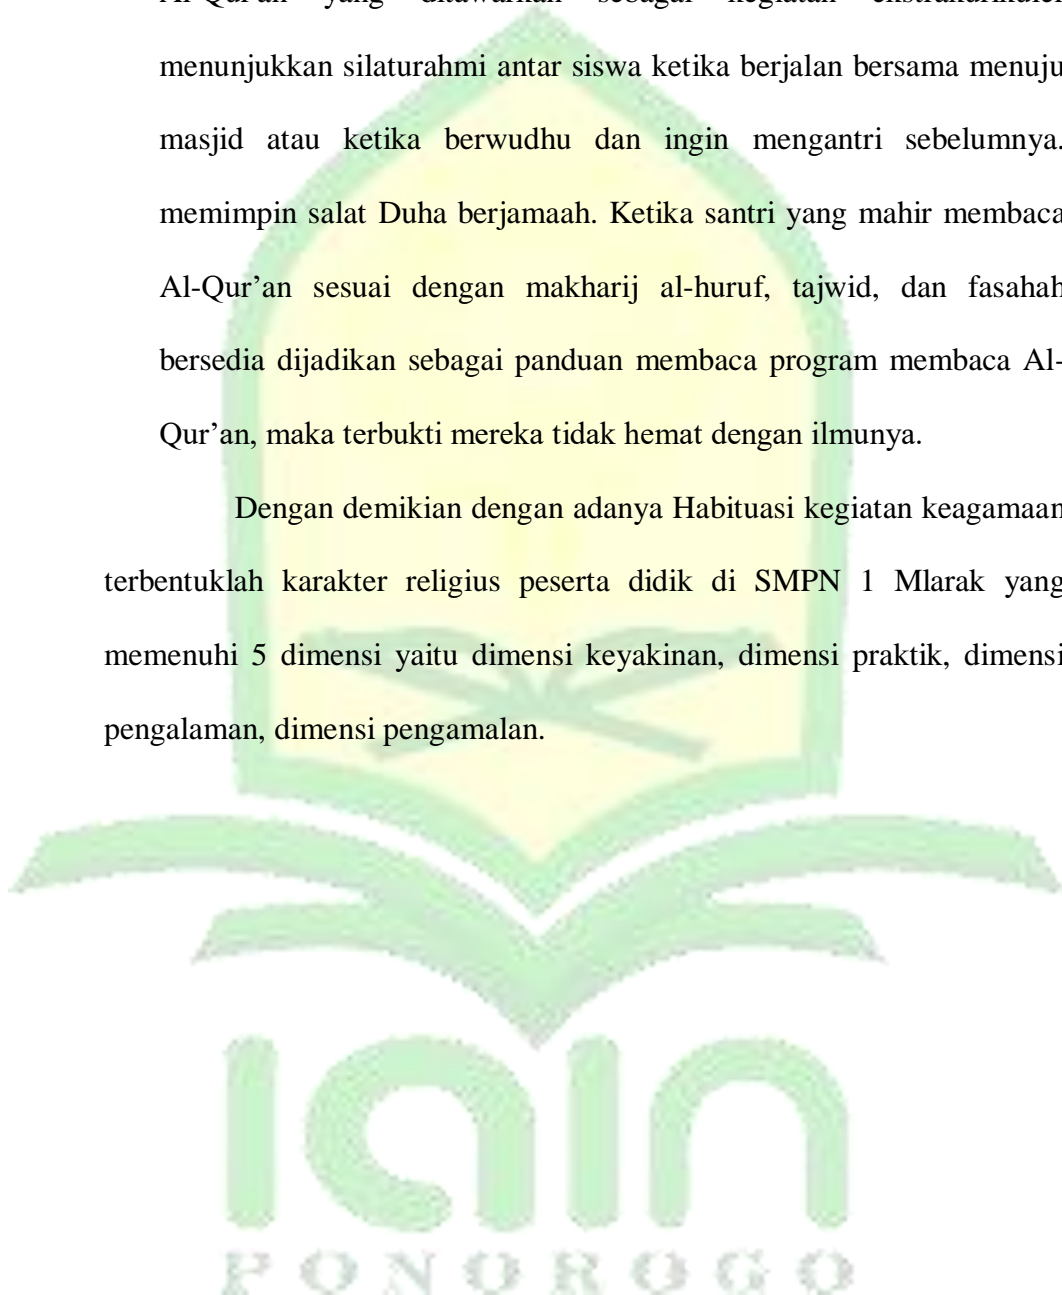 Al-Qur'an yang ditawarkan sebagai kegiatan
menunjukkan silaturahmi antar siswa ketika berjalan bersama menuju
masjid atau ketika berwudhu dan ingin mengantri sebelumnya.
memimpin salat Duha berjamaah. Ketika santri yang mahir membaca
Al-Qur’an sesuai dengan makharij al-huruf, tajwid, dan fasahah
bersedia dijadikan sebagai panduan membaca program membaca Al-
Qur’an, maka terbukti mereka tidak hemat dengan ilmunya.
Dengan demikian dengan adanya Habituasi kegiatan keagamaan
terbentuklah karakter religius peserta didik di SMPN 1 Mlarak yang
memenuhi 5 dimensi yaitu dimensi keyakinan, dimensi praktik, dimensi
pengalaman, dimensi pengamalan.
iain
PONOROGO